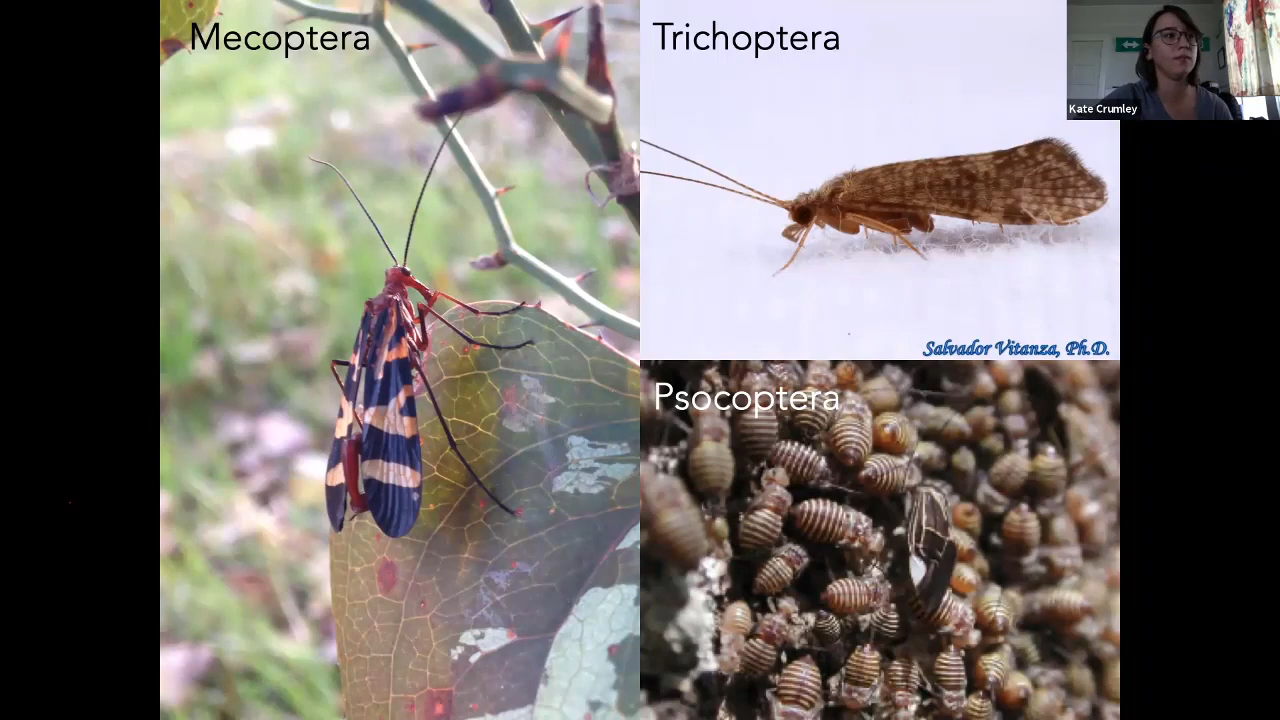 Mecoptera
Trichoptera
Kate Crumley
Salvador Vitanza, Ph.D.
Psocoptera